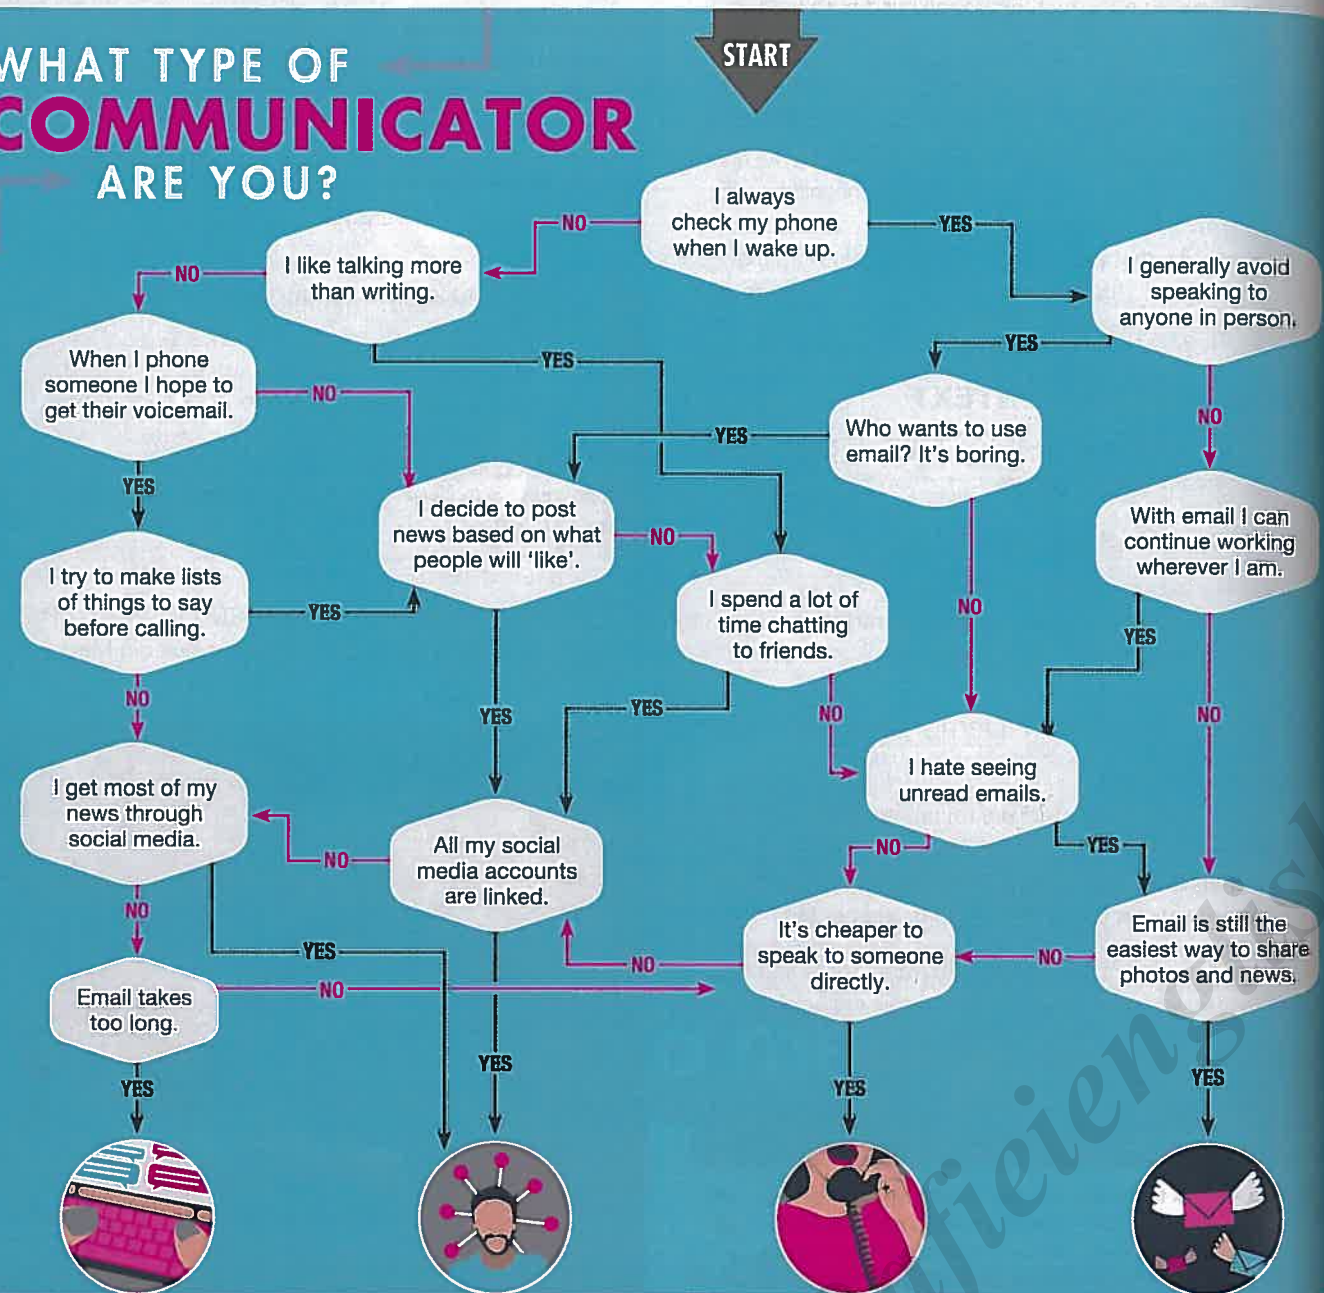 WHAT TYPE OF
COMMUNICATOR
ARE YOU?
START
I always
check my phone
when I wake up.
NO
YES
I like talking more
than writing.
NO
YES
I generally avoid
speaking to
anyone in person.
YES
NO
When I phone
someone I hope to
get their voicemail.
NO
YES
Who wants to use
email? It's boring.
YES
NO
I decide to post
news based on what
people will 'like'.
NO
YES
With email I can
continue working
wherever I am.
YES
NO
I try to make lists
of things to say
before calling.
YES
NO
I spend a lot of
time chatting
to friends.
YES
NO
I get most of my
news through
social media.
NO
YES
All my social
media accounts
are linked.
NO
YES
I hate seeing
unread emails.
NO
YES
Email takes
too long.
NO
YES
It's cheaper to
speak to someone
directly.
NO
YES
Email is still the
easiest way to share
photos and news.
NO
YES